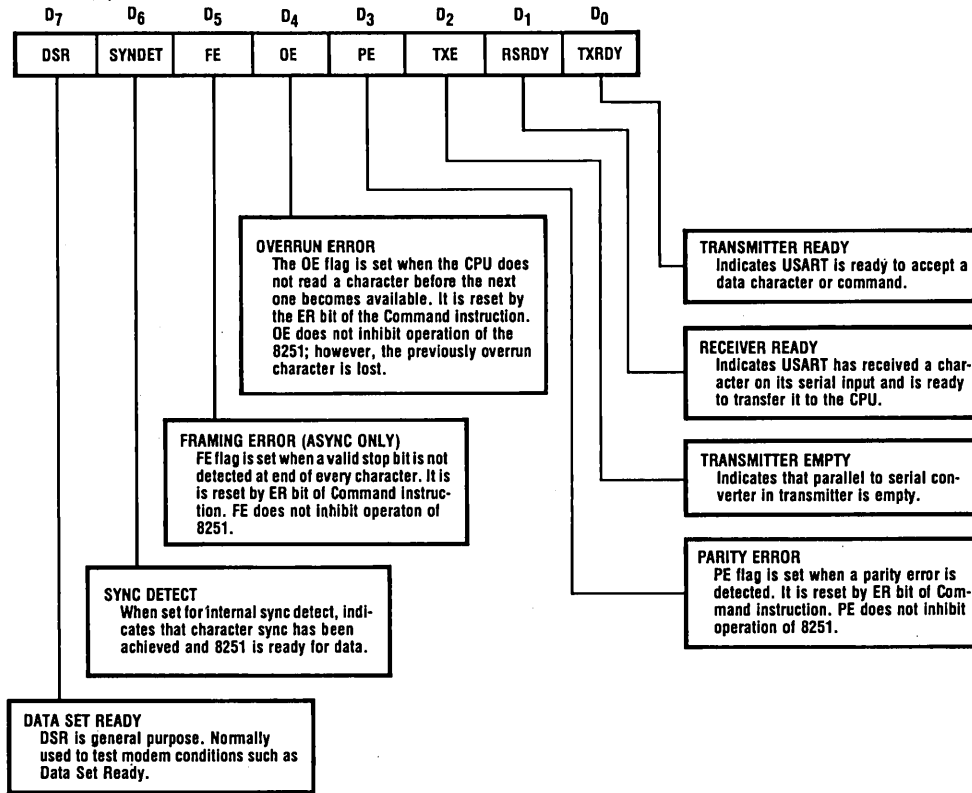 D7 D6 D5 D4 D3 D2 D1 D0
DSR SYNDET FE OE PE TXE RSRDY TXRDY
OVERRUN ERROR
The OE flag is set when the CPU does
not read a character before the next
one becomes available. It is reset by
the ER bit of the Command instruction.
OE does not inhibit operation of the
8251; however, the previously overrun
character is lost.
TRANSMITTER READY
Indicates USART is ready to accept a
data character or command.
RECEIVER READY
Indicates USART has received a char-
acter on its serial input and is ready
to transfer it to the CPU.
FRAMING ERROR (ASYNC ONLY)
FE flag is set when a valid stop bit is not
detected at end of every character. It is
is reset by ER bit of Command instruc-
tion. FE does not inhibit operaton of
8251.
TRANSMITTER EMPTY
Indicates that parallel to serial con-
verter in transmitter is empty.
PARITY ERROR
PE flag is set when a parity error is
detected. It is reset by ER bit of Com-
mand instruction. PE does not inhibit
operation of 8251.
SYNC DETECT
When set for internal sync detect, indi-
cates that character sync has been
achieved and 8251 is ready for data.
DATA SET READY
DSR is general purpose. Normally
used to test modem conditions such as
Data Set Ready.